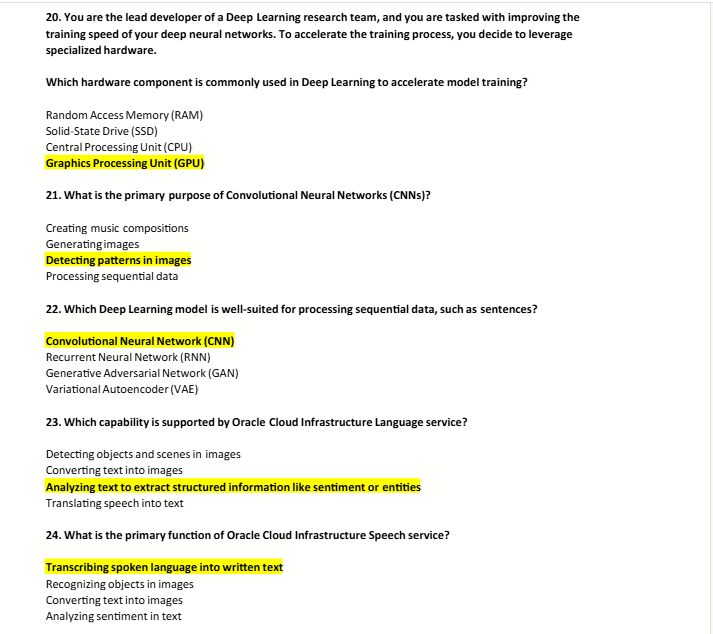 20. You are the lead developer of a Deep Learning research team, and you are tasked with improving the
training speed of your deep neural networks. To accelerate the training process, you decide to leverage
specialized hardware.
Which hardware component is commonly used in Deep Learning to accelerate model training?
Random Access Memory (RAM)
Solid-State Drive (SSD)
Central Processing Unit (CPU)
Graphics Processing Unit (GPU)
21. What is the primary purpose of Convolutional Neural Networks (CNNs)?
Creating music compositions
Generating images
Detecting patterns in images
Processing sequential data
22. Which Deep Learning model is well-suited for processing sequential data, such as sentences?
Convolutional Neural Network (CNN)
Recurrent Neural Network (RNN)
Generative Adversarial Network (GAN)
Variational Autoencoder (VAE)
23. Which capability is supported by Oracle Cloud Infrastructure Language service?
Detecting objects and scenes in images
Converting text into images
Analyzing text to extract structured information like sentiment or entities
Translating speech into text
24. What is the primary function of Oracle Cloud Infrastructure Speech service?
Transcribing spoken language into written text
Recognizing objects in images
Converting text into images
Analyzing sentiment in text